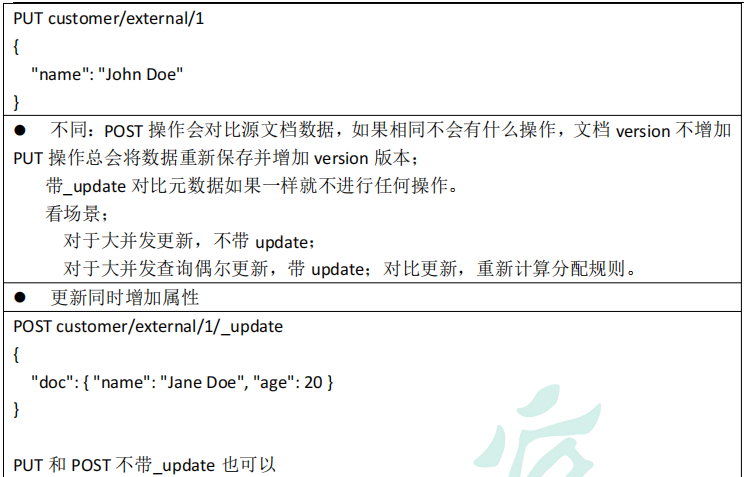 PUT customer/external/1
{
"name": "John Doe"
}
● 不同：POST 操作会对比源文档数据，如果相同不会有什么操作，文档 version 不增加
PUT 操作总会将数据重新保存并增加 version 版本；
带_update 对比元数据如果一样就不进行任何操作。
看场景；
对于大并发更新，不带 update；
对于大并发查询偶尔更新，带 update；对比更新，重新计算分配规则。
● 更新同时增加属性
POST customer/external/1/_update
{
"doc": { "name": "Jane Doe", "age": 20 }
}
PUT 和 POST 不带_update 也可以